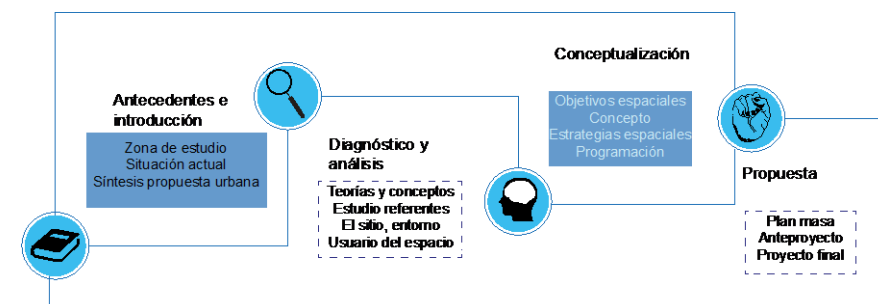 Antecedentes e
introducción
Zona de estudio
Situación actual
Síntesis propuesta urbana
Diagnóstico y
análisis
Teorías y conceptos
Estudio referentes
El sitio, entorno
Usuario del espacio
Conceptualización
Objetivos espaciales
Concepto
Estrategias espaciales
Programación
Propuesta
Plan masa
Anteproyecto
Proyecto final